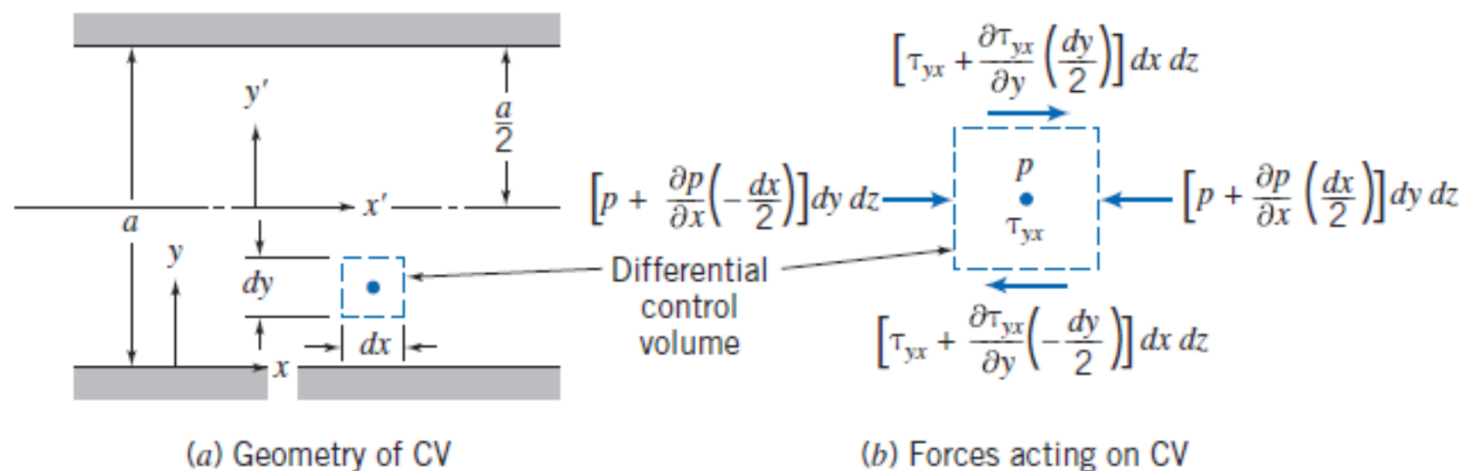 [τyx + ∂τyx/∂y (dy/2)] dx dz
y′
a/2
[p + ∂p/∂x (− dx/2)] dy dz
p
[p + ∂p/∂x (dx/2)] dy dz
x′
a
τyx
y
dy
Differential
control
volume
dx
[τyx + ∂τyx/∂y (− dy/2)] dx dz
x
(a) Geometry of CV
(b) Forces acting on CV